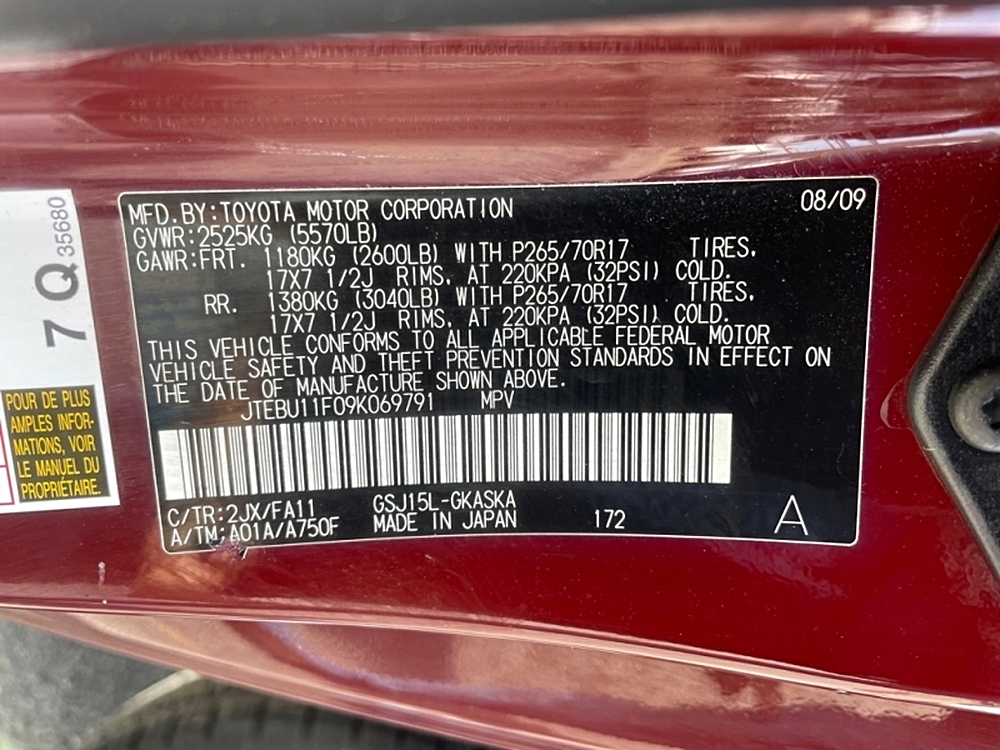 7 Q 35680
POUR DE PLUS
AMPLES INFOR-
MATIONS, VOIR
LE MANUEL DU
PROPRIÉTAIRE.
MFD.BY:TOYOTA MOTOR CORPORATION 08/09
GVWR:2525KG (5570LB)
GAWR:FRT. 1180KG (2600LB) WITH P265/70R17 TIRES,
17X7 1/2J RIMS, AT 220KPA (32PSI) COLD.
RR. 1380KG (3040LB) WITH P265/70R17 TIRES,
17X7 1/2J RIMS, AT 220KPA (32PSI) COLD.
THIS VEHICLE CONFORMS TO ALL APPLICABLE FEDERAL MOTOR
VEHICLE SAFETY AND THEFT PREVENTION STANDARDS IN EFFECT ON
THE DATE OF MANUFACTURE SHOWN ABOVE.
JTEBU11F09K069791 MPV
C/TR:2JX/FA11 GSJ15L-GKASKA
A/TM:A01A/A750F MADE IN JAPAN 172 A